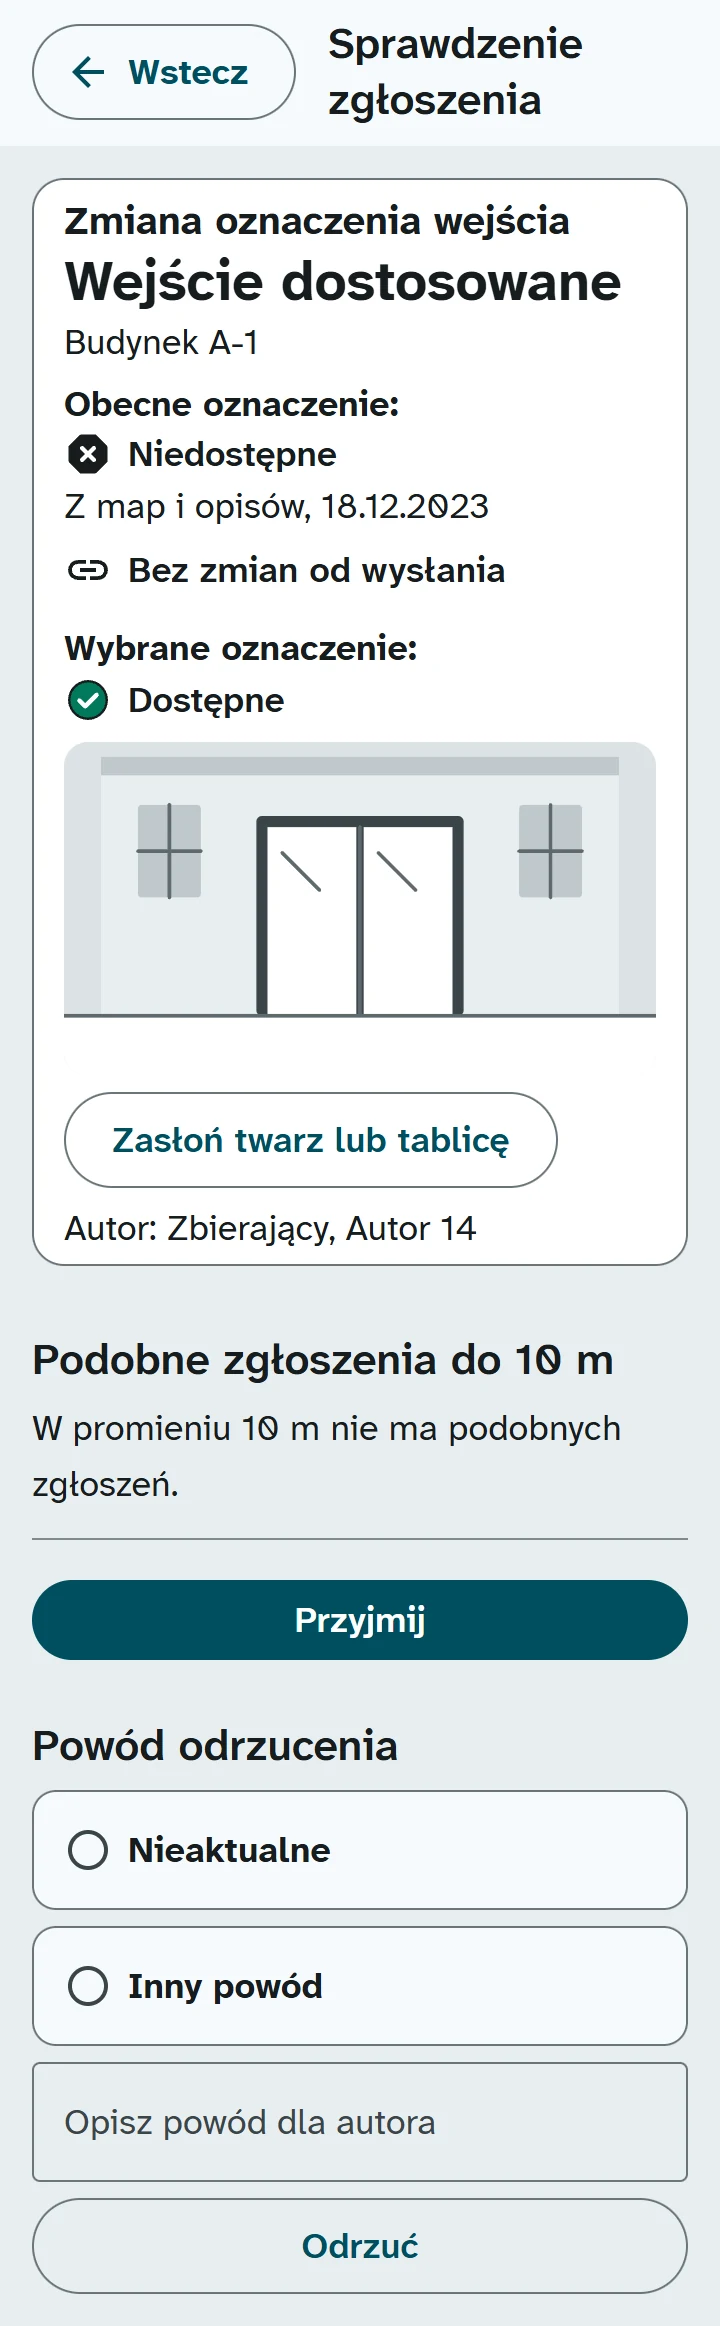 Wstecz
Sprawdzenie
zgłoszenia
Zmiana oznaczenia wejścia
Wejście dostosowane
Budynek A-1
Obecne oznaczenie:
Niedostępne
Z map i opisów, 18.12.2023
Bez zmian od wysłania
Wybrane oznaczenie:
Dostępne
Zasłoń twarz lub tablicę
Autor: Zbierający, Autor 14
Podobne zgłoszenia do 10 m
W promieniu 10 m nie ma podobnych
zgłoszeń.
Przyjmij
Powód odrzucenia
Nieaktualne
Inny powód
Opisz powód dla autora
Odrzuć